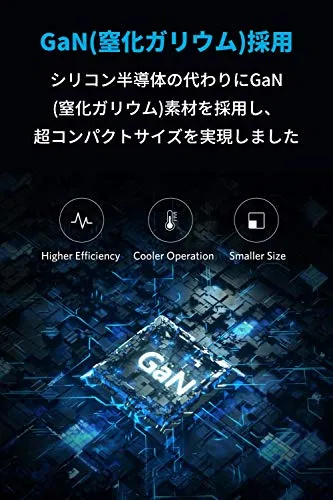 GaN(窒化ガリウム)採用
シリコン半導体の代わりにGaN
(窒化ガリウム)素材を採用し、
超コンパクトサイズを実現しました
Higher Efficiency
Cooler Operation
Smaller Size
GaN